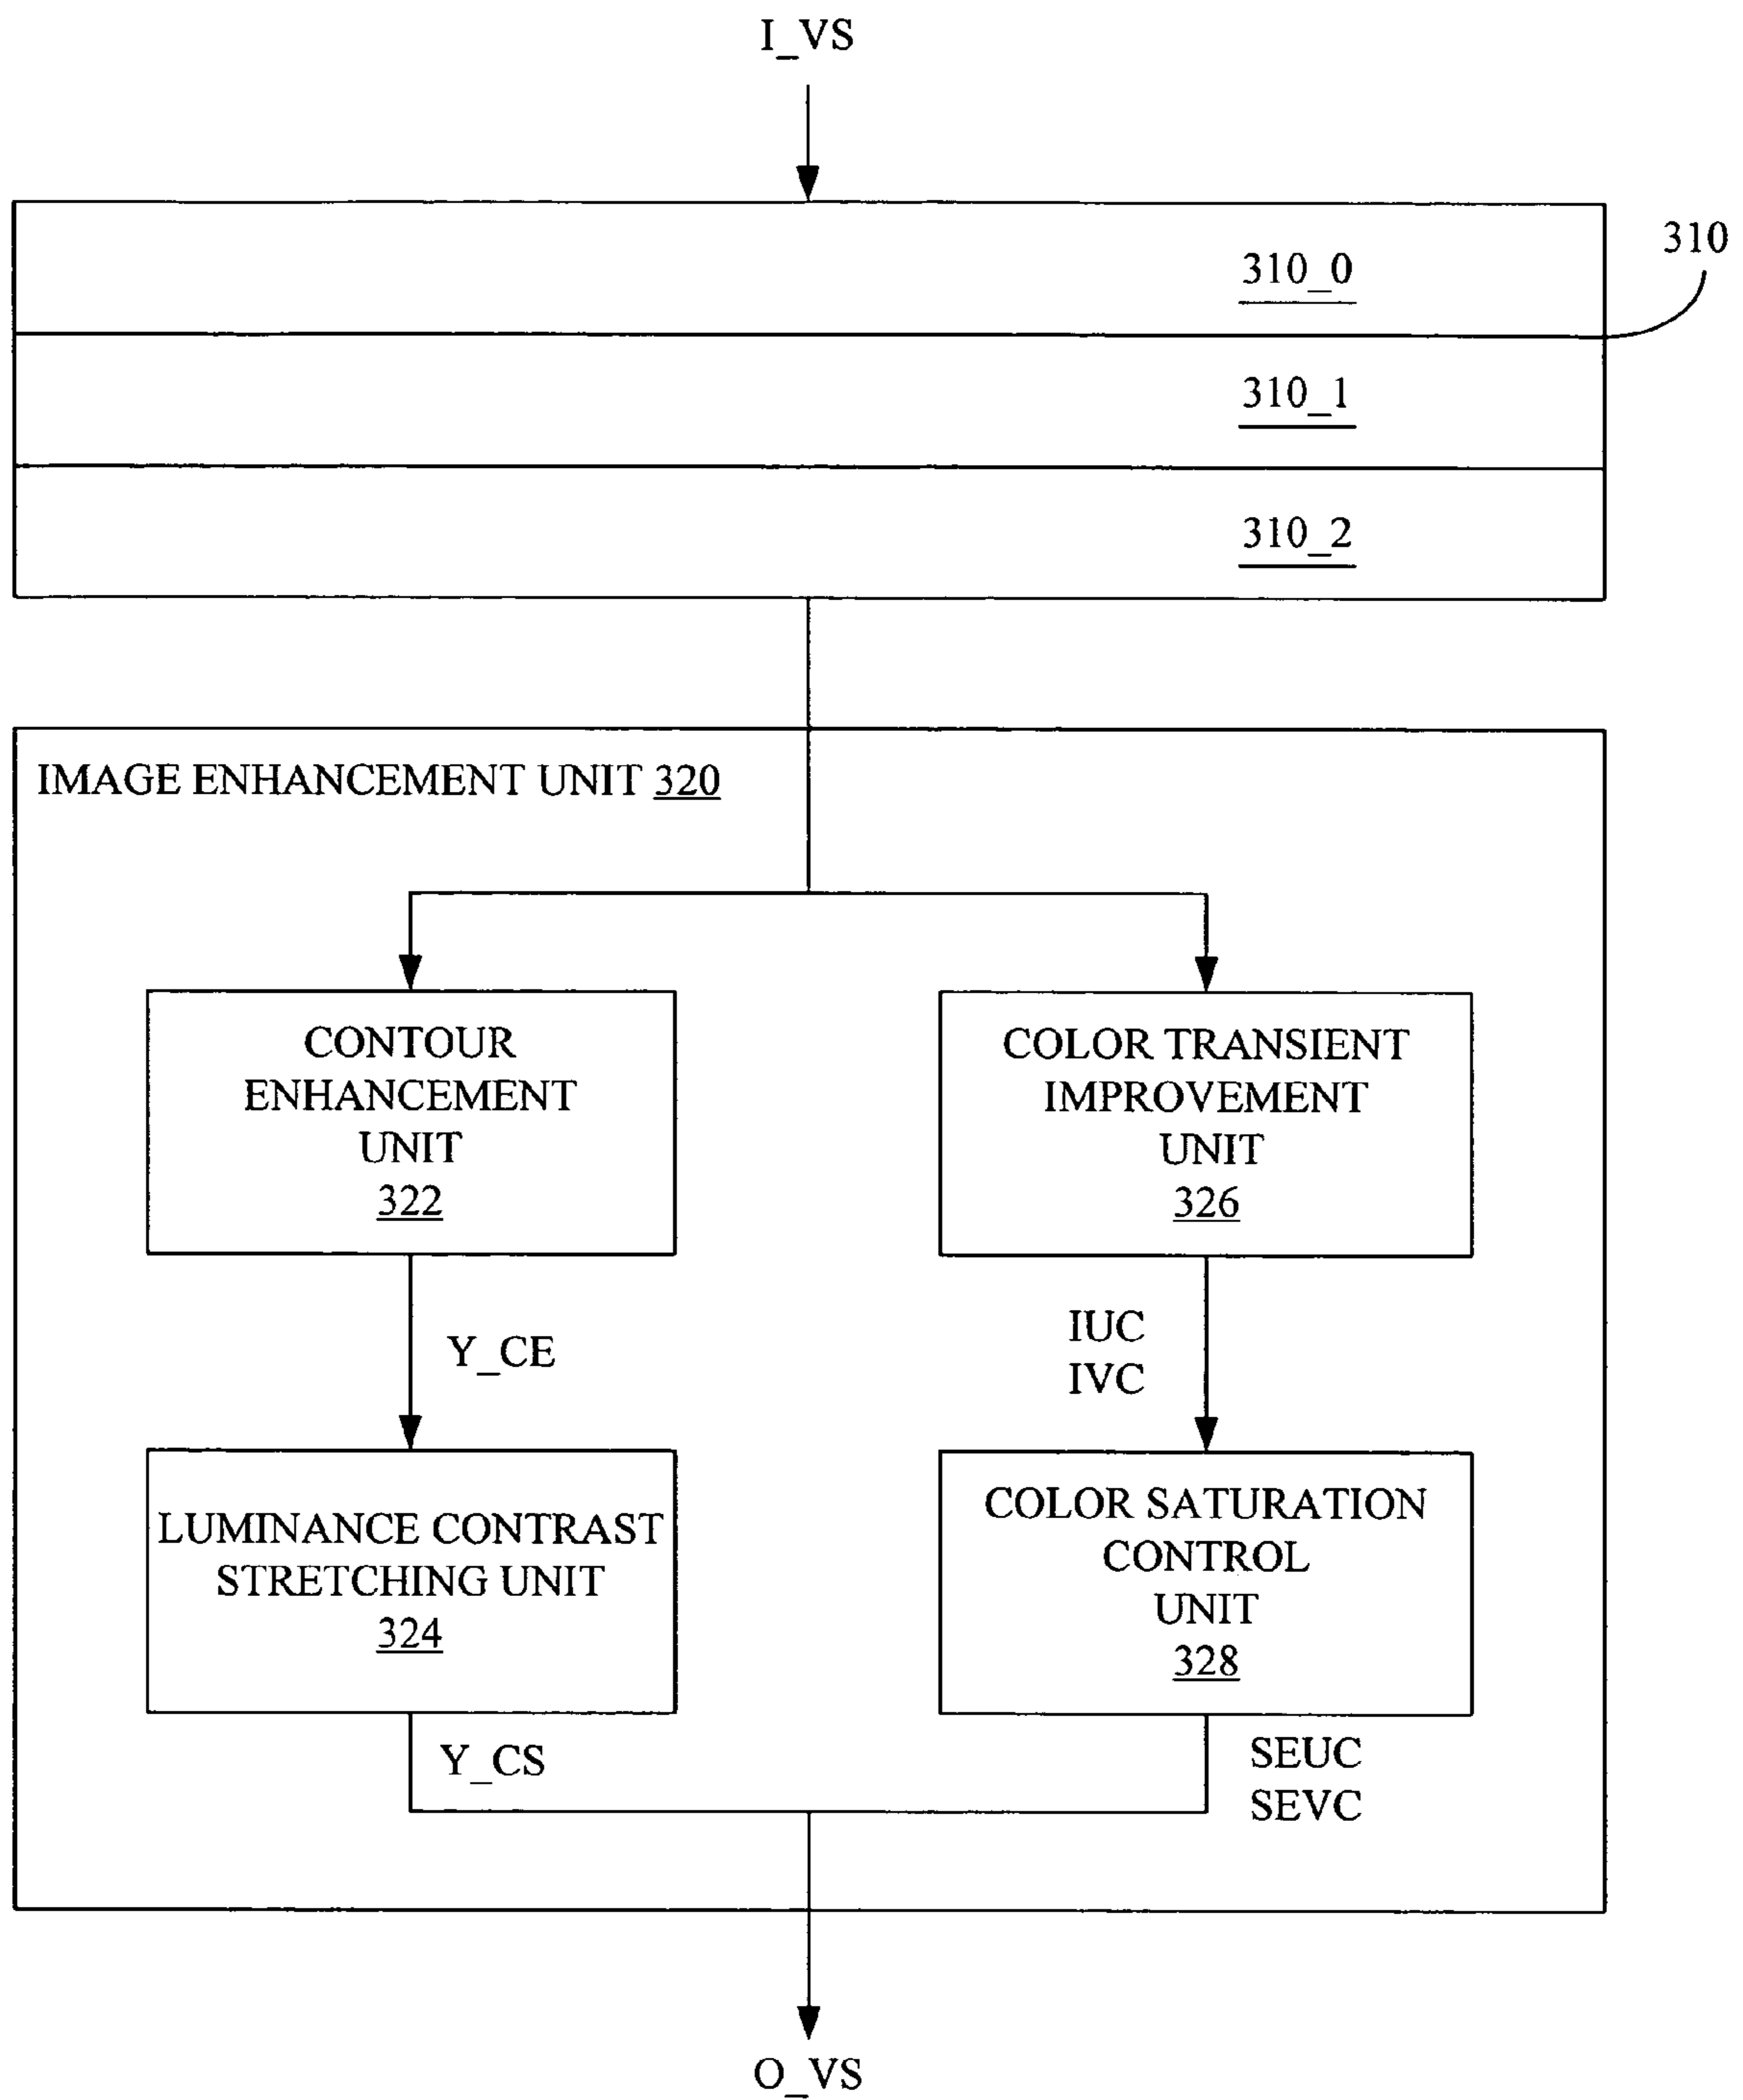 I_VS
310
310_0
310_1
310_2
IMAGE ENHANCEMENT UNIT 320
CONTOUR
ENHANCEMENT
UNIT
322
COLOR TRANSIENT
IMPROVEMENT
UNIT
326
Y_CE
IUC
IVC
LUMINANCE CONTRAST
STRETCHING UNIT
324
COLOR SATURATION
CONTROL
UNIT
328
Y_CS
SEUC
SEVC
O_VS